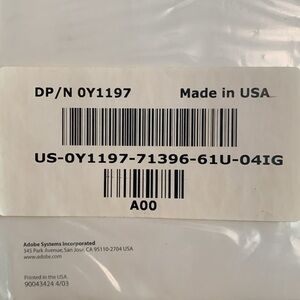 DP/N 0Y1197 Made in USA
US-0Y1197-71396-61U-04IG
A00
Adobe Systems Incorporated
345 Park Avenue, San Jose, CA 95110-2704 USA
www.adobe.com
Printed in the USA
90043424 4/03